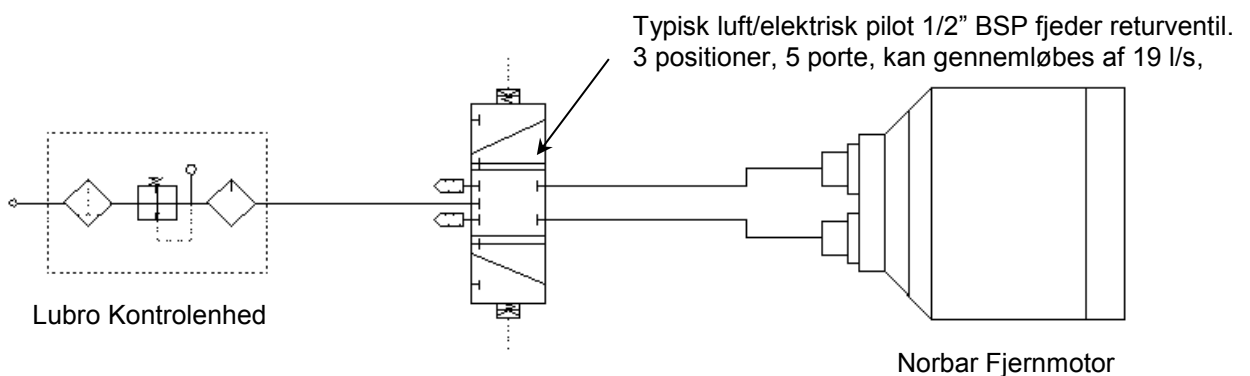 Typisk luft/elektrisk pilot 1/2” BSP fjeder returventil.
3 positioner, 5 porte, kan gennemløbes af 19 l/s,
Lubro Kontrolenhed
Norbar Fjernmotor